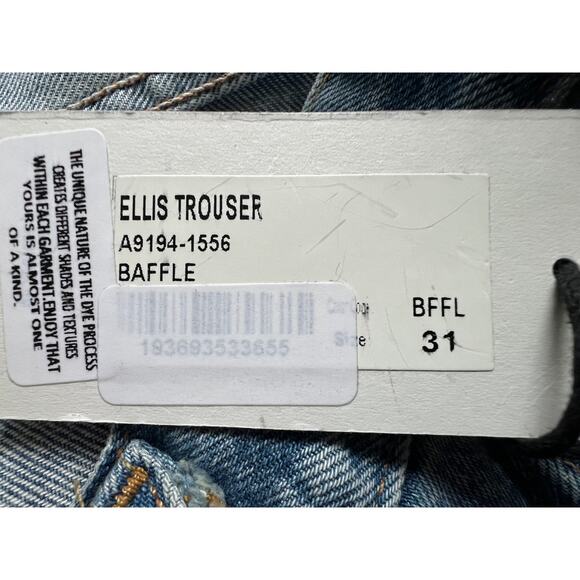 THE UNIQUE NATURE OF THE DYE PROCESS
CREATES DIFFERENT SHADES AND TEXTURES
WITHIN EACH GARMENT. ENJOY THAT
YOURS IS ALMOST ONE
OF A KIND.
ELLIS TROUSER
A9194-1556
BAFFLE
193693533655
BFFL
Size 31